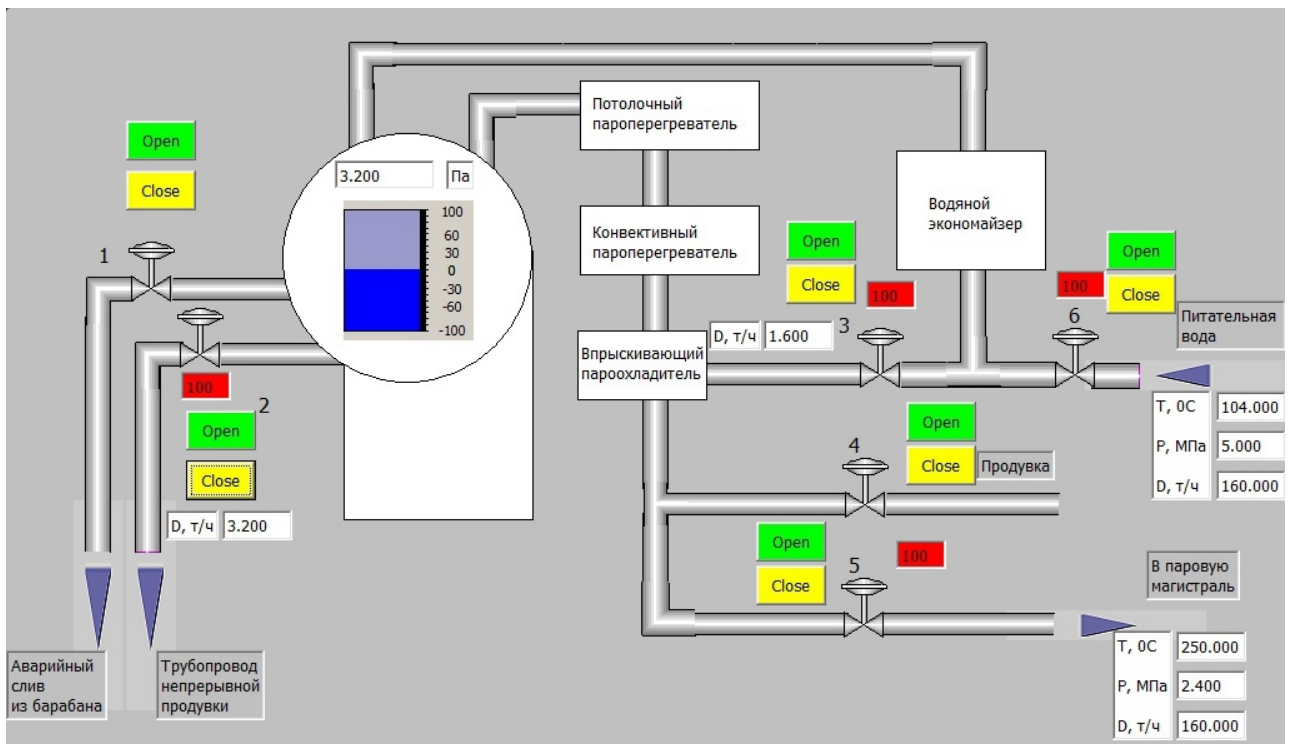 Потолочный
пароперегреватель
Open
Close
3.200
Па
100
60
30
0
-30
-60
-100
Водяной
экономайзер
Конвективный
пароперегреватель
Open
Close
100
Open
Close
100
1
6
Питательная
вода
D, т/ч
1.600
3
Впрыскивающий
пароохладитель
100
2
Open
Close
D, т/ч
3.200
T, 0C
104.000
P, МПа
5.000
D, т/ч
160.000
Open
Close
Продувка
4
Open
Close
100
5
В паровую
магистраль
T, 0C
250.000
P, МПа
2.400
D, т/ч
160.000
Аварийный
слив
из барабана
Трубопровод
непрерывной
продувки